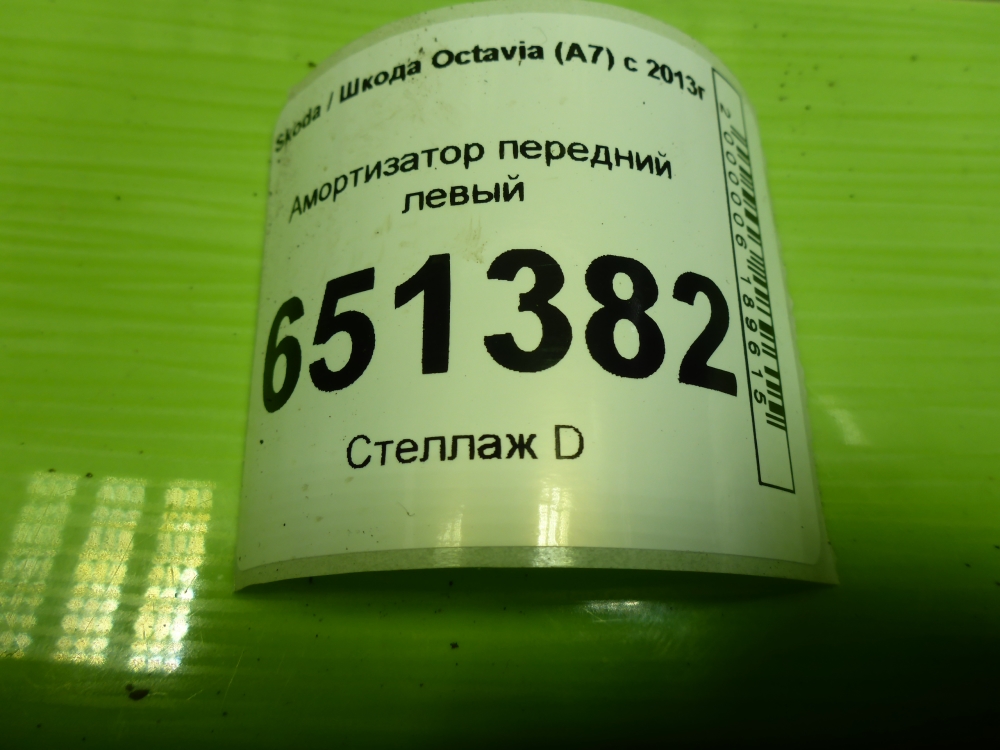 Skoda / Шкода Octavia (A7) с 2013г
Амортизатор передний
левый
651382
Стеллаж D
2000006189615